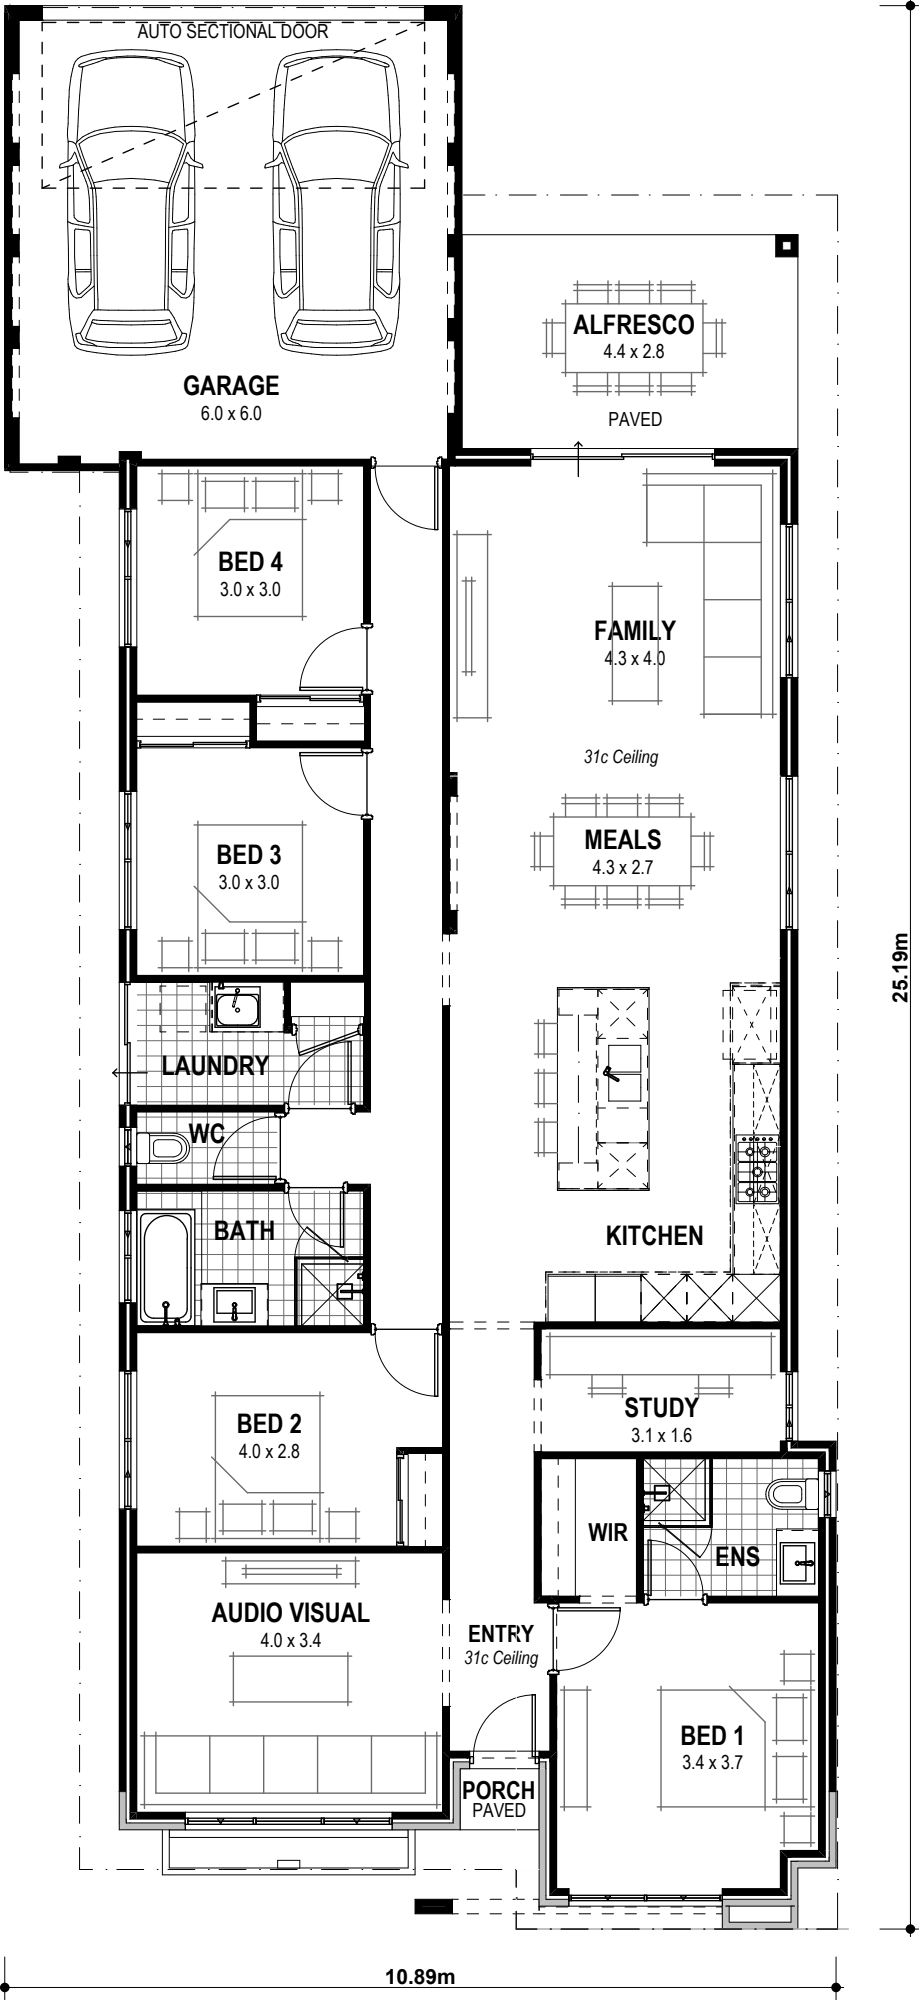 AUTO SECTIONAL DOOR
GARAGE
6.0 x 6.0
ALFRESCO
4.4 x 2.8
PAVED
BED 4
3.0 x 3.0
FAMILY
4.3 x 4.0
31c Ceiling
BED 3
3.0 x 3.0
MEALS
4.3 x 2.7
25.19m
LAUNDRY
WC
BATH
KITCHEN
BED 2
4.0 x 2.8
STUDY
3.1 x 1.6
WIR
ENS
AUDIO VISUAL
4.0 x 3.4
ENTRY
31c Ceiling
BED 1
3.4 x 3.7
PORCH
PAVED
10.89m